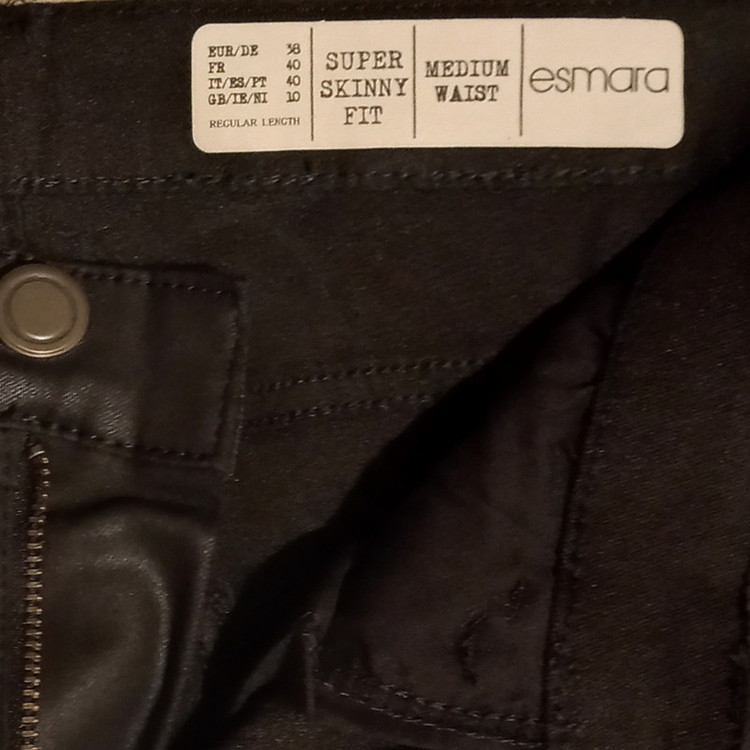 EUR/DE 38
FR 40
IT/ES/PT 40
GB/IE/NI 10
REGULAR LENGTH
SUPER
SKINNY
FIT
MEDIUM
WAIST
esmara